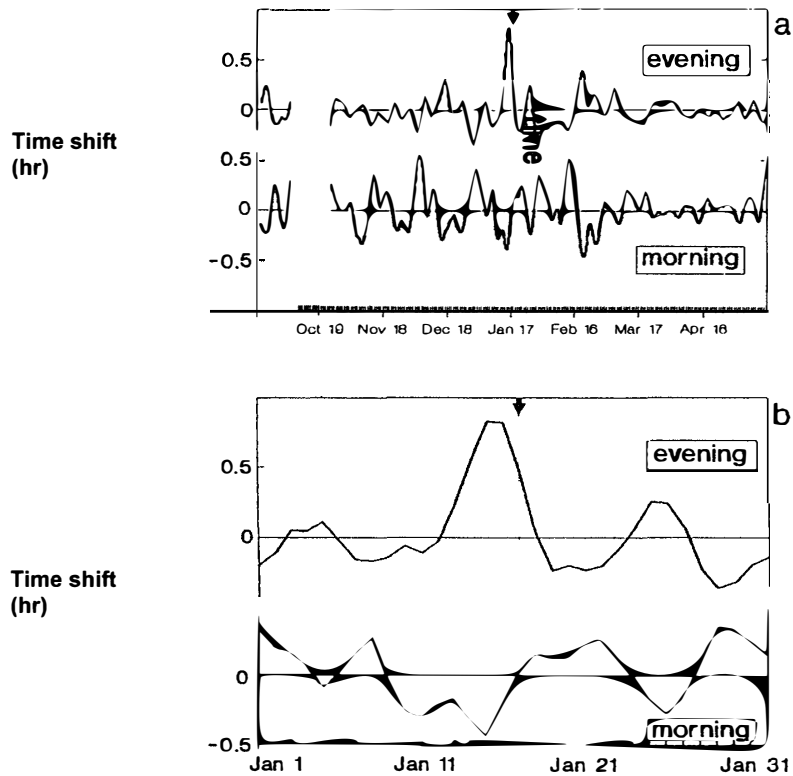 a
0.5
evening
0
Time shift
(hr)
0.5
0
-0.5
morning
Oct 19 Nov 18 Dec 18 Jan 17 Feb 16 Mar 17 Apr 16
b
0.5
evening
0
Time shift
(hr)
0
-0.5
morning
Jan 1 Jan 11 Jan 21 Jan 31